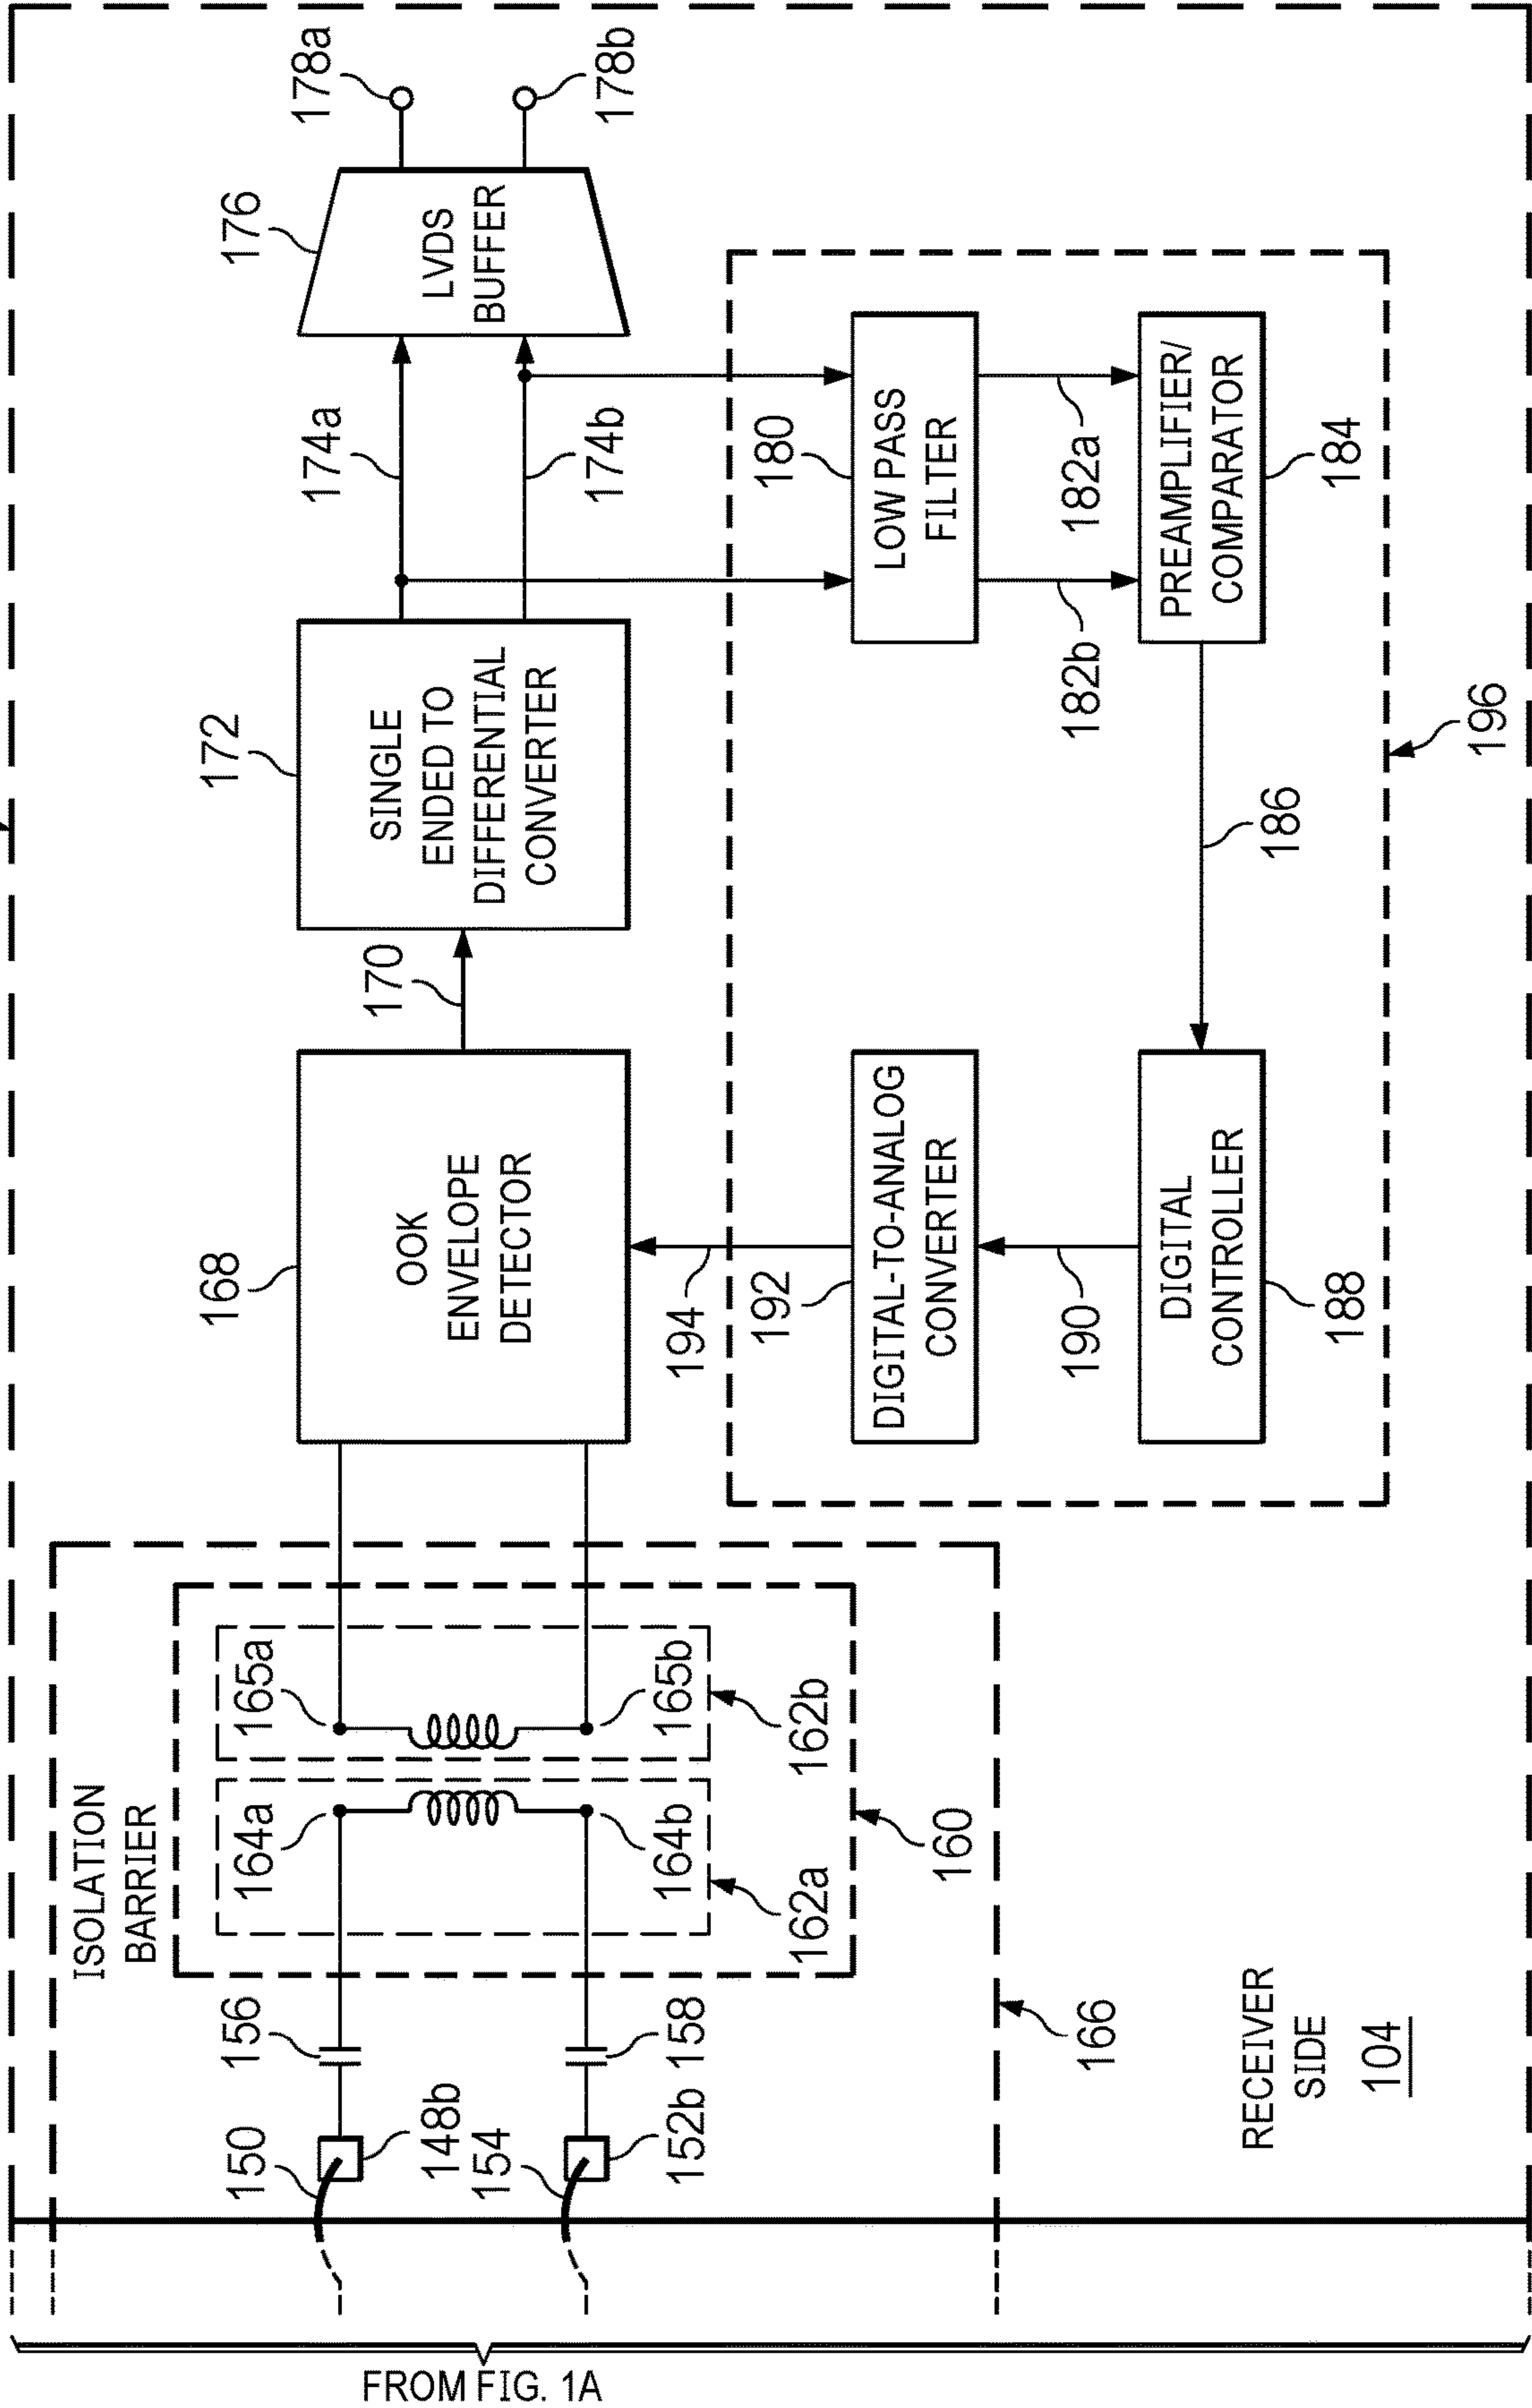 FROM FIG. 1A
ISOLATION
BARRIER
150
148b
154
152b
156
158
164a
164b
162a
165a
165b
162b
160
166
RECEIVER
SIDE
104
168
OOK
ENVELOPE
DETECTOR
170
172
SINGLE
ENDED TO
DIFFERENTIAL
CONVERTER
174a
174b
176
LVDS
BUFFER
178a
178b
180
LOW PASS
FILTER
182a
182b
PREAMPLIFIER/
COMPARATOR
184
186
DIGITAL
CONTROLLER
188
190
192
DIGITAL-TO-ANALOG
CONVERTER
194
196